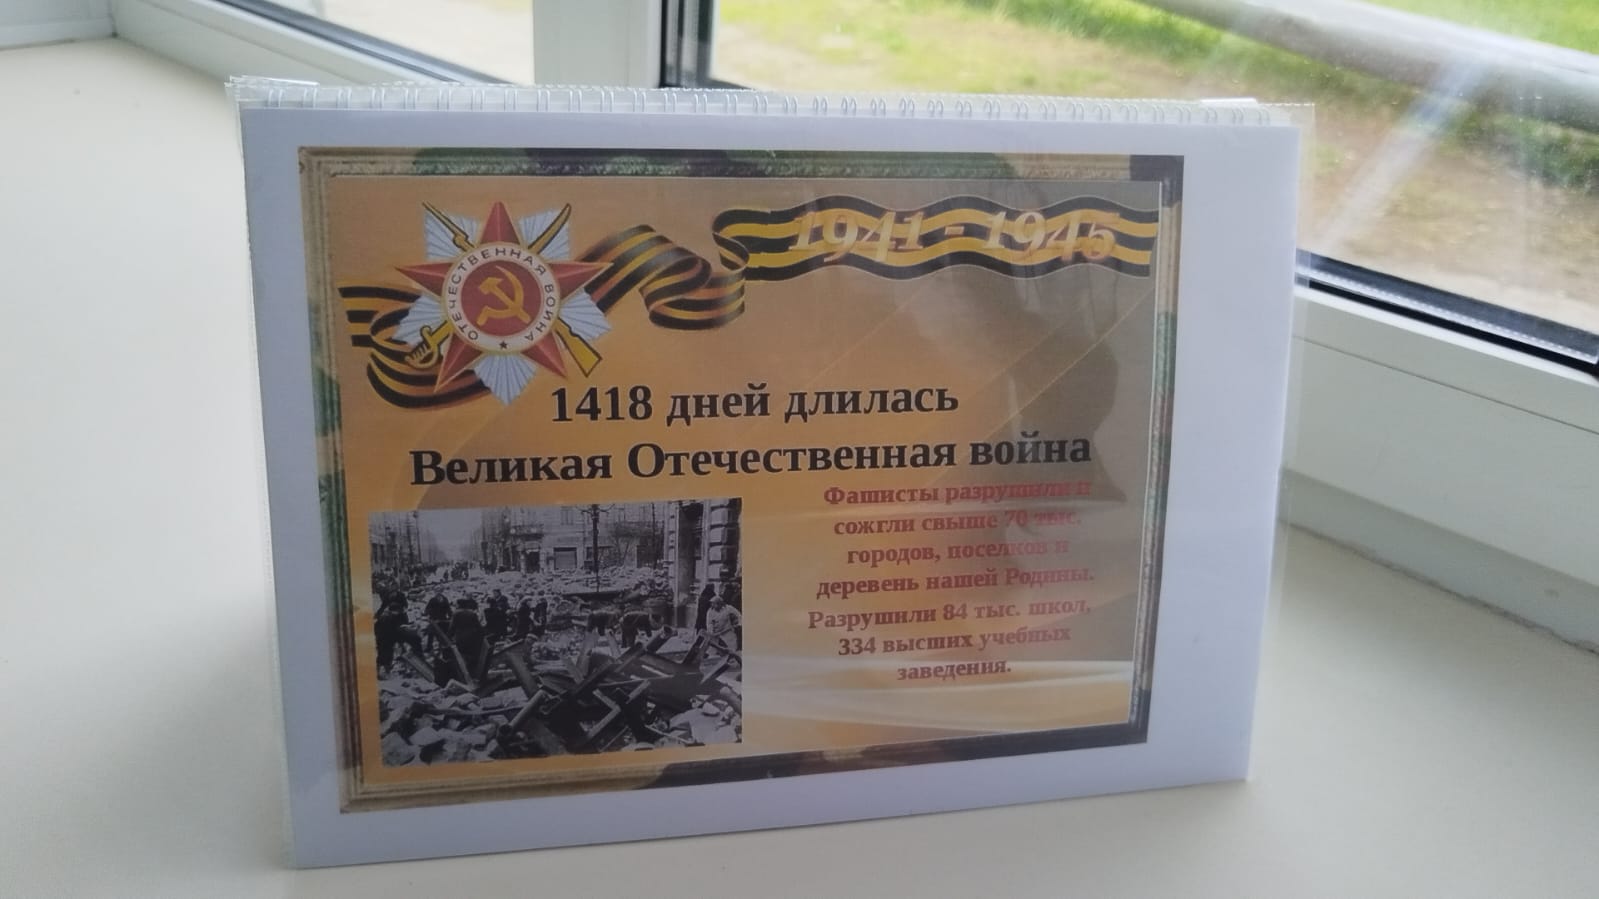 1941 - 1945
ОТЕЧЕСТВЕННАЯ ВОЙНА
1418 дней длилась
Великая Отечественная война
Фашисты разрушили и
сожгли свыше 70 тыс.
городов, поселков и
деревень нашей Родины.
Разрушили 84 тыс. школ,
334 высших учебных
заведения.